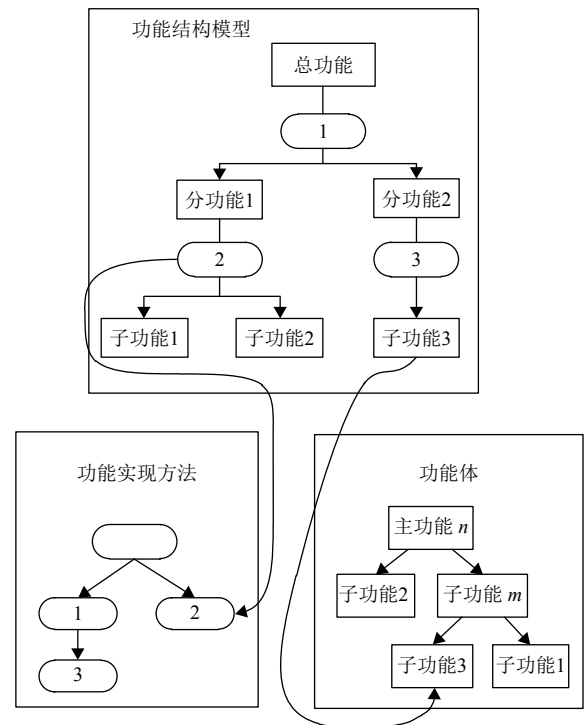 功能结构模型
总功能
1
分功能1
分功能2
2
3
子功能1
子功能2
子功能3
功能实现方法
1
2
3
功能体
主功能 n
子功能2
子功能 m
子功能3
子功能1